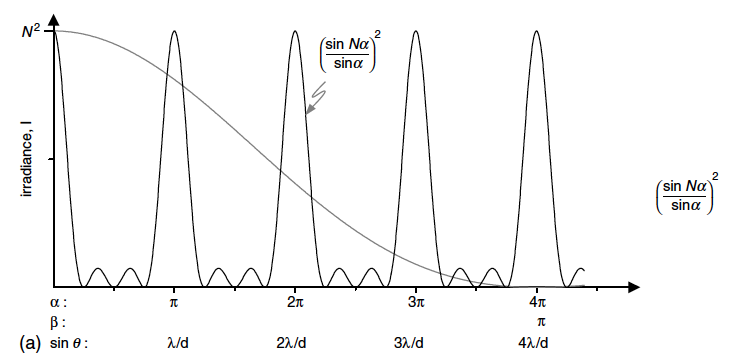 N²
(sin Nα / sinα)²
irradiance, I
(sin Nα / sinα)²
α : π 2π 3π 4π
β : π
(a) sin θ : λ/d 2λ/d 3λ/d 4λ/d